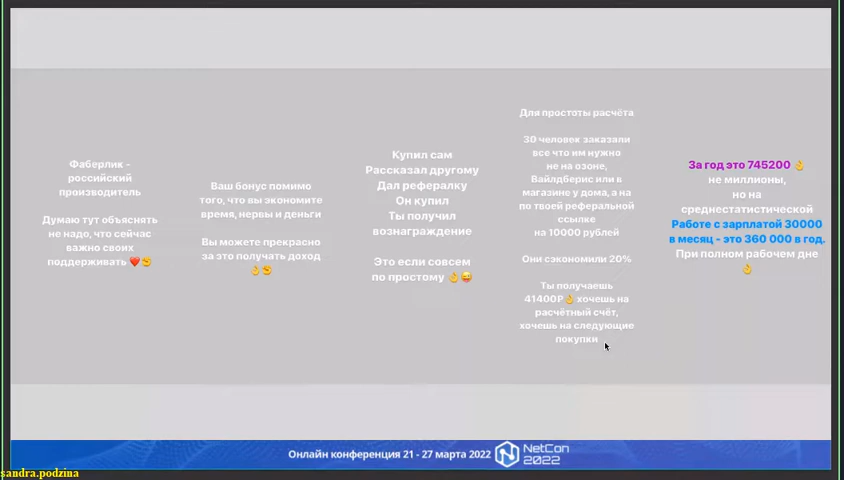 Фаберлик -
российский
производитель
Думаю тут объяснять
не надо, что сейчас
важно своих
поддерживать ❤️✊
Ваш бонус помимо
того, что вы экономите
время, нервы и деньги
Вы можете прекрасно
за это получать доход
👌✊
Купил сам
Рассказал другому
Дал рефералку
Он купил
Ты получил
вознаграждение
Это если совсем
по простому 👌😜
Для простоты расчёта
30 человек заказали
все что им нужно
не на озоне,
Вайлдберис или в
магазине у дома, а на
по твоей реферальной
ссылке
на 10000 рублей
Они сэкономили 20%
Ты получаешь
41400Р👌 хочешь на
расчётный счёт,
хочешь на следующие
покупки
За год это 745200 👌
не миллионы,
но на
среднестатистической
Работе с зарплатой 30000
в месяц - это 360 000 в год.
При полном рабочем дне
👌
Онлайн конференция 21 - 27 марта 2022
NetCon
2022
sandra.podzina